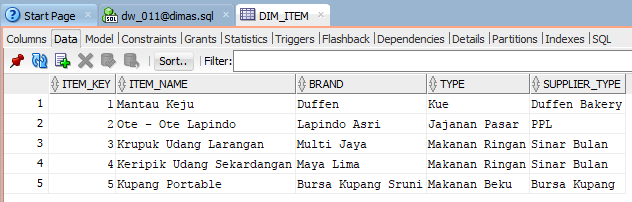 Start Page dw_011@dimas.sql DIM_ITEM
Columns Data Model Constraints Grants Statistics Triggers Flashback Dependencies Details Partitions Indexes SQL
Sort.. Filter:
ITEM_KEY ITEM_NAME BRAND TYPE SUPPLIER_TYPE
1 1 Mantau Keju Duffen Kue Duffen Bakery
2 2 Ote - Ote Lapindo Lapindo Asri Jajanan Pasar PPL
3 3 Krupuk Udang Larangan Multi Jaya Makanan Ringan Sinar Bulan
4 4 Keripik Udang Sekardangan Maya Lima Makanan Ringan Sinar Bulan
5 5 Kupang Portable Bursa Kupang Sruni Makanan Beku Bursa Kupang